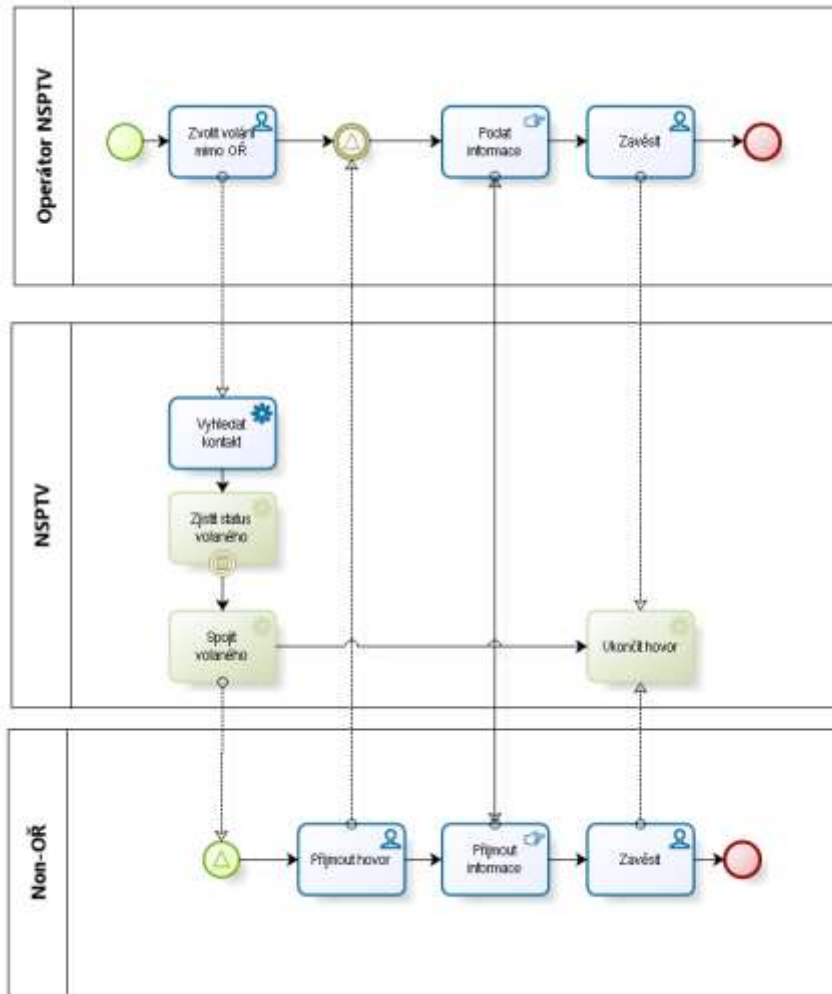 Operátor NSPTV
Zvolit volání
mimo OŘ
Podat
informace
Zavěsit
NSPTV
Vyhledat
kontakt
Zjistit status
volaného
Spojit
volaného
Ukončit hovor
Non-OŘ
Přijmout hovor
Přijmout
informace
Zavěsit